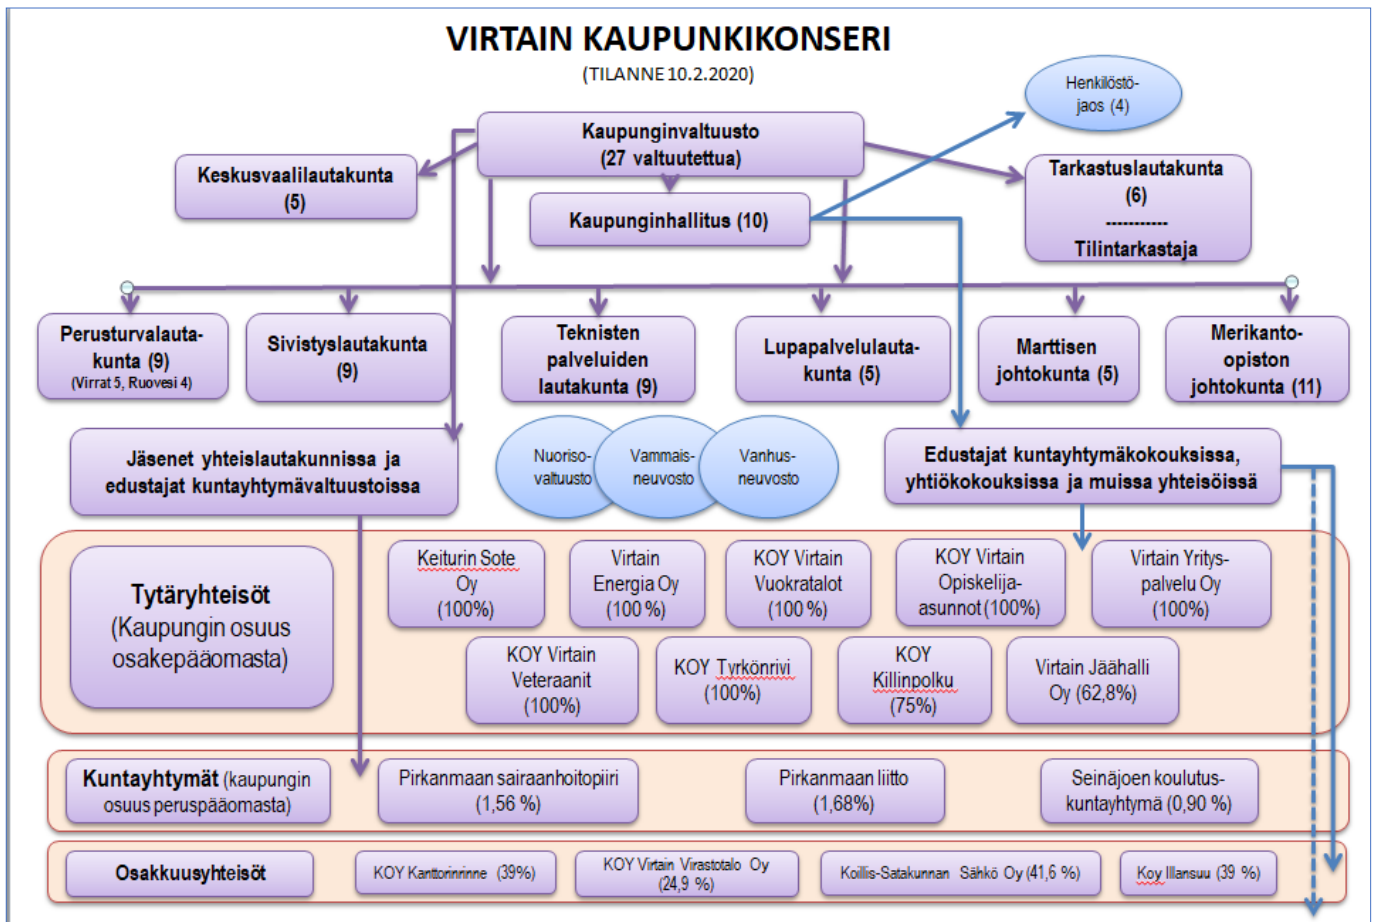 VIRTAIN KAUPUNKIKONSERI
(TILANNE 10.2.2020)
Henkilöstö-
jaos (4)
Kaupunginvaltuusto
(27 valtuutettua)
Keskusvaalilautakunta
(5)
Kaupunginhallitus (10)
Tarkastuslautakunta
(6)
-----------
Tilintarkastaja
Perusturvalauta-
kunta (9)
(Virrat 5, Ruovesi 4)
Sivistyslautakunta
(9)
Teknisten
palveluiden
lautakunta (9)
Lupapalvelulauta-
kunta (5)
Marttisen
johtokunta (5)
Merikanto-
opiston
johtokunta (11)
Jäsenet yhteislautakunnissa ja
edustajat kuntayhtymävaltuustoissa
Nuoriso-
valtuusto
Vammais-
neuvosto
Vanhus-
neuvosto
Edustajat kuntayhtymäkokouksissa,
yhtiökokouksissa ja muissa yhteisöissä
Tytäryhteisöt
(Kaupungin osuus
osakepääomasta)
Keiturin Sote
Oy
(100%)
Virtain
Energia Oy
(100 %)
KOY Virtain
Vuokratalot
(100 %)
KOY Virtain
Opiskelija-
asunnot (100%)
Virtain Yritys-
palvelu Oy
(100%)
KOY Virtain
Veteraanit
(100%)
KOY Tyrkönrivi
(100%)
KOY
Killinpolku
(75%)
Virtain Jäähalli
Oy (62,8%)
Kuntayhtymät (kaupungin
osuus peruspääomasta)
Pirkanmaan sairaanhoitopiiri
(1,56 %)
Pirkanmaan liitto
(1,68%)
Seinäjoen koulutus-
kuntayhtymä (0,90 %)
Osakkuusyhteisöt
KOY Kanttorinrinne (39%)
KOY Virtain Virastotalo Oy
(24,9 %)
Koillis-Satakunnan Sähkö Oy (41,6 %)
Koy Illansuu (39 %)